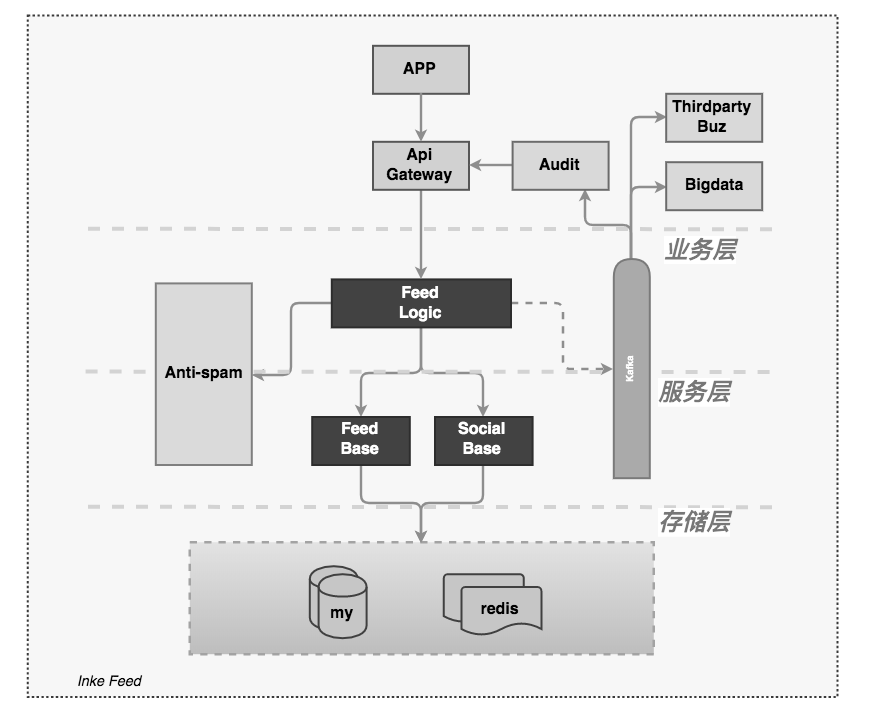 APP
Api
Gateway
Audit
Thirdparty
Buz
Bigdata
业务层
Feed
Logic
Anti-spam
Kafka
服务层
Feed
Base
Social
Base
存储层
my
redis
Inke Feed